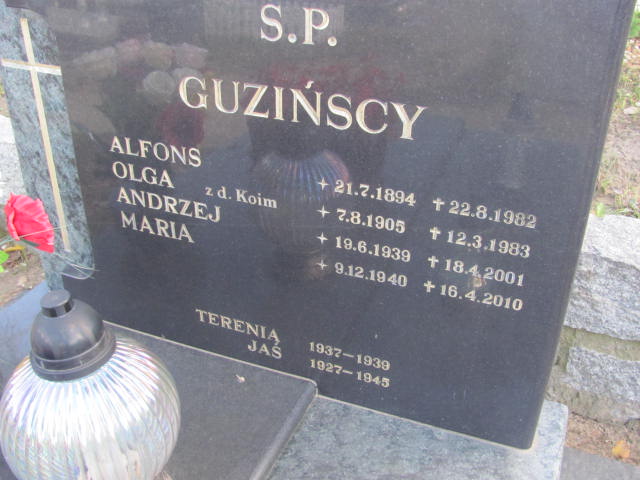 S.P.
GUZIŃSCY
ALFONS ✦ 21.7.1894 ✝ 22.8.1982
OLGA z d. Koim ✦ 7.8.1905 ✝ 12.3.1983
ANDRZEJ ✦ 19.6.1939 ✝ 18.4.2001
MARIA ✦ 9.12.1940 ✝ 16.4.2010
TERENIA 1937–1939
JAŚ 1927–1945